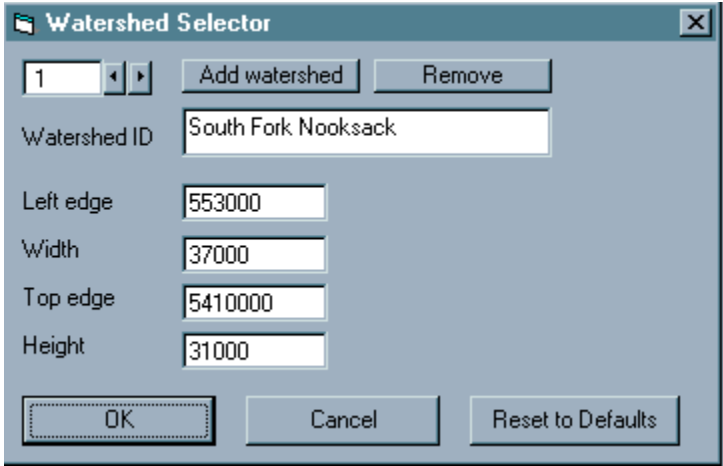 Watershed Selector
1 Add watershed Remove
Watershed ID South Fork Nooksack
Left edge 553000
Width 37000
Top edge 5410000
Height 31000
OK Cancel Reset to Defaults